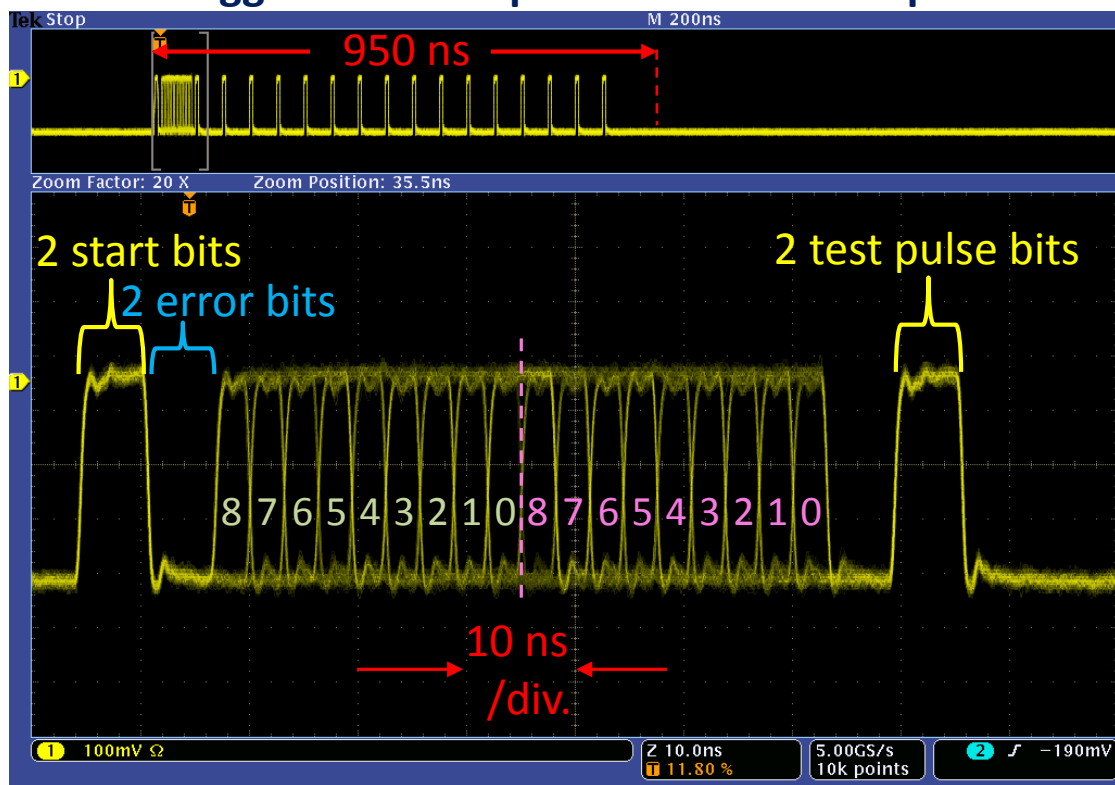 Tek Stop M 200ns
T
950 ns
1
Zoom Factor: 20 X Zoom Position: 35.5ns
T
2 start bits
2 test pulse bits
2 error bits
1
8 7 6 5 4 3 2 1 0 8 7 6 5 4 3 2 1 0
10 ns
/div.
1 100mV Ω Z 10.0ns 5.00GS/s 2 -190mV
T 11.80 % 10k points